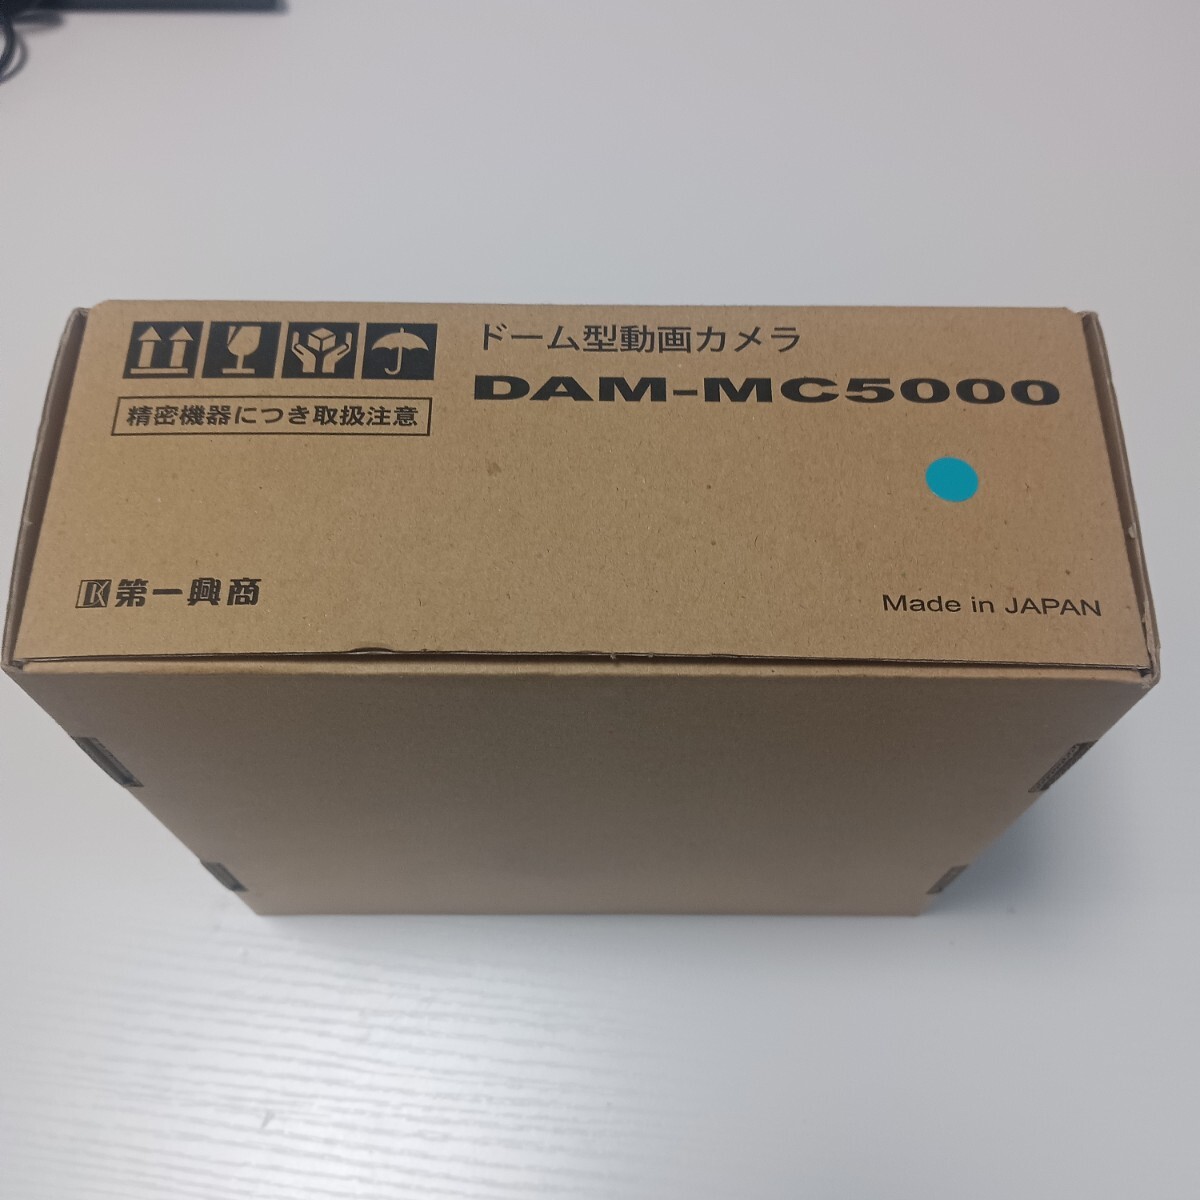 ドーム型動画カメラ
DAM-MC5000
精密機器につき取扱注意
DK 第一興商
Made in JAPAN